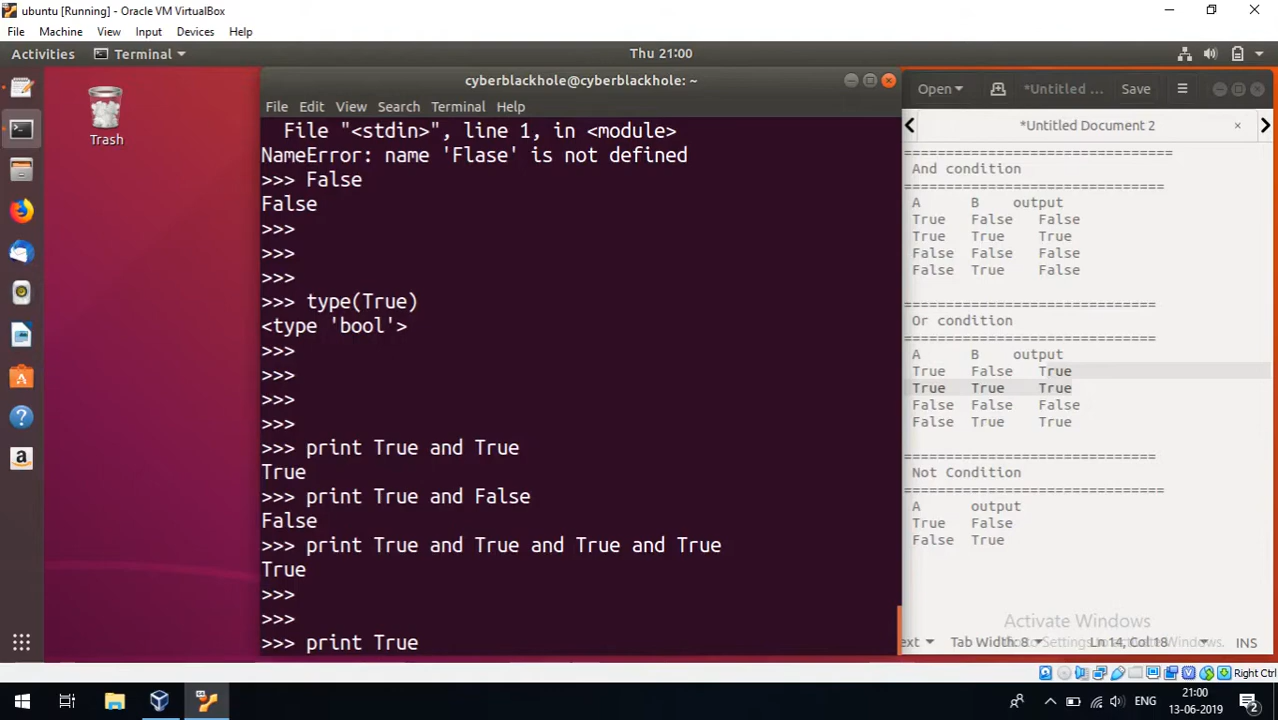 ubuntu [Running] - Oracle VM VirtualBox
File Machine View Input Devices Help
Activities Terminal Thu 21:00
cyberblackhole@cyberblackhole: ~
File Edit View Search Terminal Help
File "<stdin>", line 1, in <module>
NameError: name 'Flase' is not defined
>>> False
False
>>>
>>>
>>>
>>> type(True)
<type 'bool'>
>>>
>>>
>>>
>>>
>>> print True and True
True
>>> print True and False
False
>>> print True and True and True and True
True
>>>
>>>
>>> print True
Trash
a
Open *Untitled ... Save
*Untitled Document 2
================================
And condition
===============================
A B output
True False False
True True True
False False False
False True False
==============================
Or condition
==============================
A B output
True False True
True True True
False False False
False True True
==============================
Not Condition
===============================
A output
True False
False True
Activate Windows
ext Tab Width: 8 Ln 14, Col 18 INS
Right Ctrl
ENG
21:00
13-06-2019
2